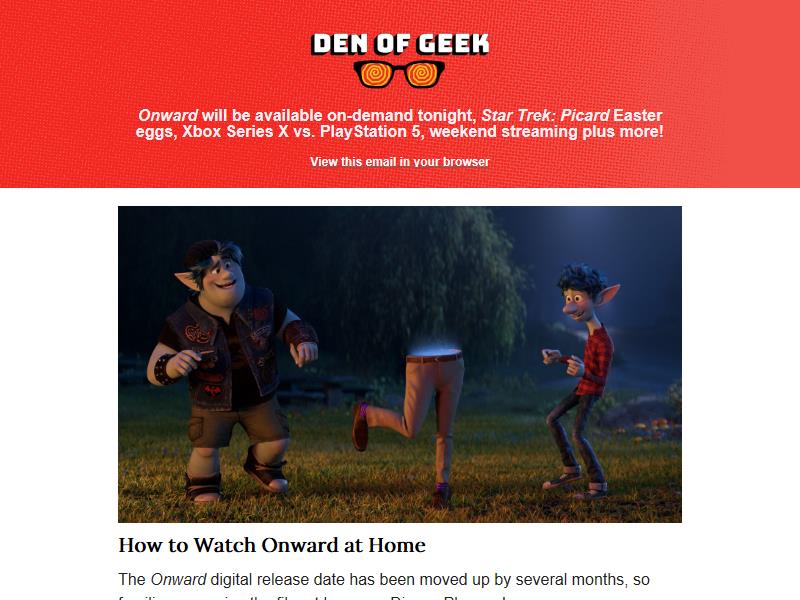 DEN OF GEEK
Onward will be available on-demand tonight, Star Trek: Picard Easter
eggs, Xbox Series X vs. PlayStation 5, weekend streaming plus more!
View this email in your browser
How to Watch Onward at Home
The Onward digital release date has been moved up by several months, so